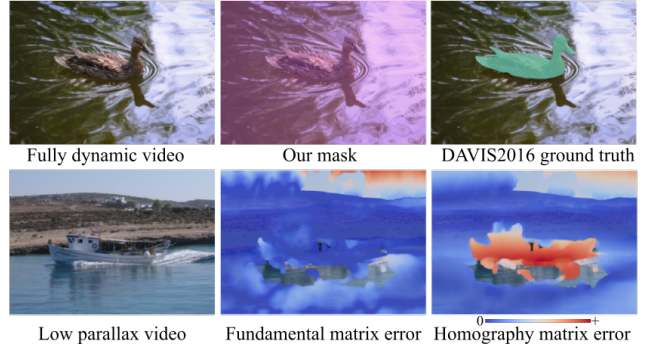 Fully dynamic video
Our mask
DAVIS2016 ground truth
0 +
Low parallax video
Fundamental matrix error
Homography matrix error